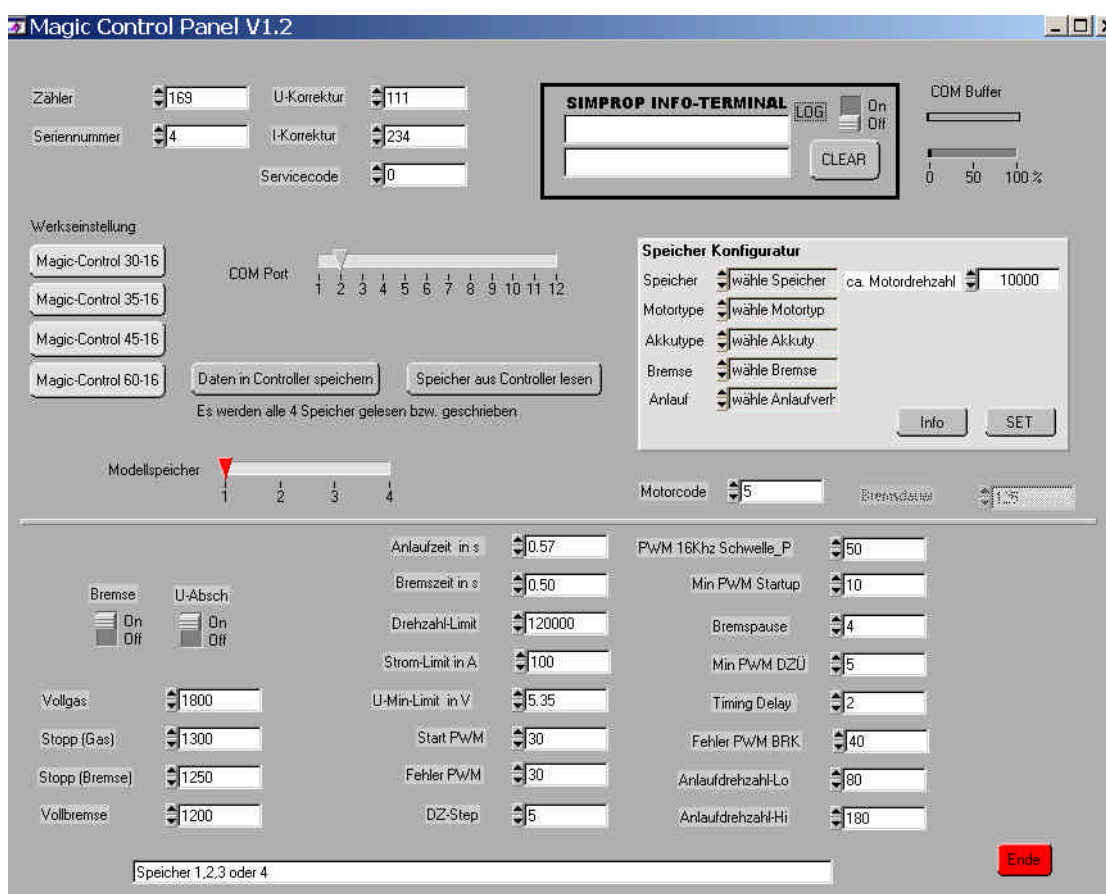 Magic Control Panel V1.2
Zähler 169
U-Korrektur 111
Seriennummer 4
I-Korrektur 234
Servicecode 0
SIMPROP INFO-TERMINAL
LOG
On
Off
CLEAR
COM Buffer
0 50 100 %
Werkseinstellung
Magic-Control 30-16
Magic-Control 35-16
Magic-Control 45-16
Magic-Control 60-16
COM Port
1 2 3 4 5 6 7 8 9 10 11 12
Daten in Controller speichern
Speicher aus Controller lesen
Es werden alle 4 Speicher gelesen bzw. geschrieben
Speicher Konfiguratur
Speicher wähle Speicher
ca. Motordrehzahl 10000
Motortype wähle Motortyp
Akkutype wähle Akkuty
Bremse wähle Bremse
Anlauf wähle Anlaufverh
Info
SET
Modellspeicher
1 2 3 4
Motorcode 5
Bremsdauer 125
Bremse
On
Off
U-Absch
On
Off
Vollgas 1800
Stopp (Gas) 1300
Stopp (Bremse) 1250
Vollbremse 1200
Anlaufzeit in s 0.57
Bremszeit in s 0.50
Drehzahl-Limit 120000
Strom-Limit in A 100
U-Min-Limit in V 5.35
Start PWM 30
Fehler PWM 30
DZ-Step 5
PWM 16Khz Schwelle_P 50
Min PWM Startup 10
Bremspause 4
Min PWM DZÜ 5
Timing Delay 2
Fehler PWM BRK 40
Anlaufdrehzahl-Lo 80
Anlaufdrehzahl-Hi 180
Ende
Speicher 1,2,3 oder 4